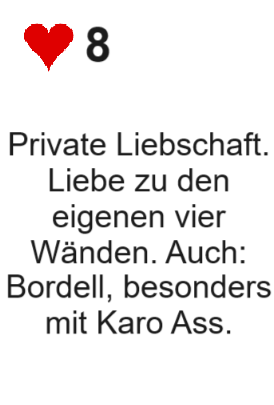 8
Private Liebschaft.
Liebe zu den
eigenen vier
Wänden. Auch:
Bordell, besonders
mit Karo Ass.